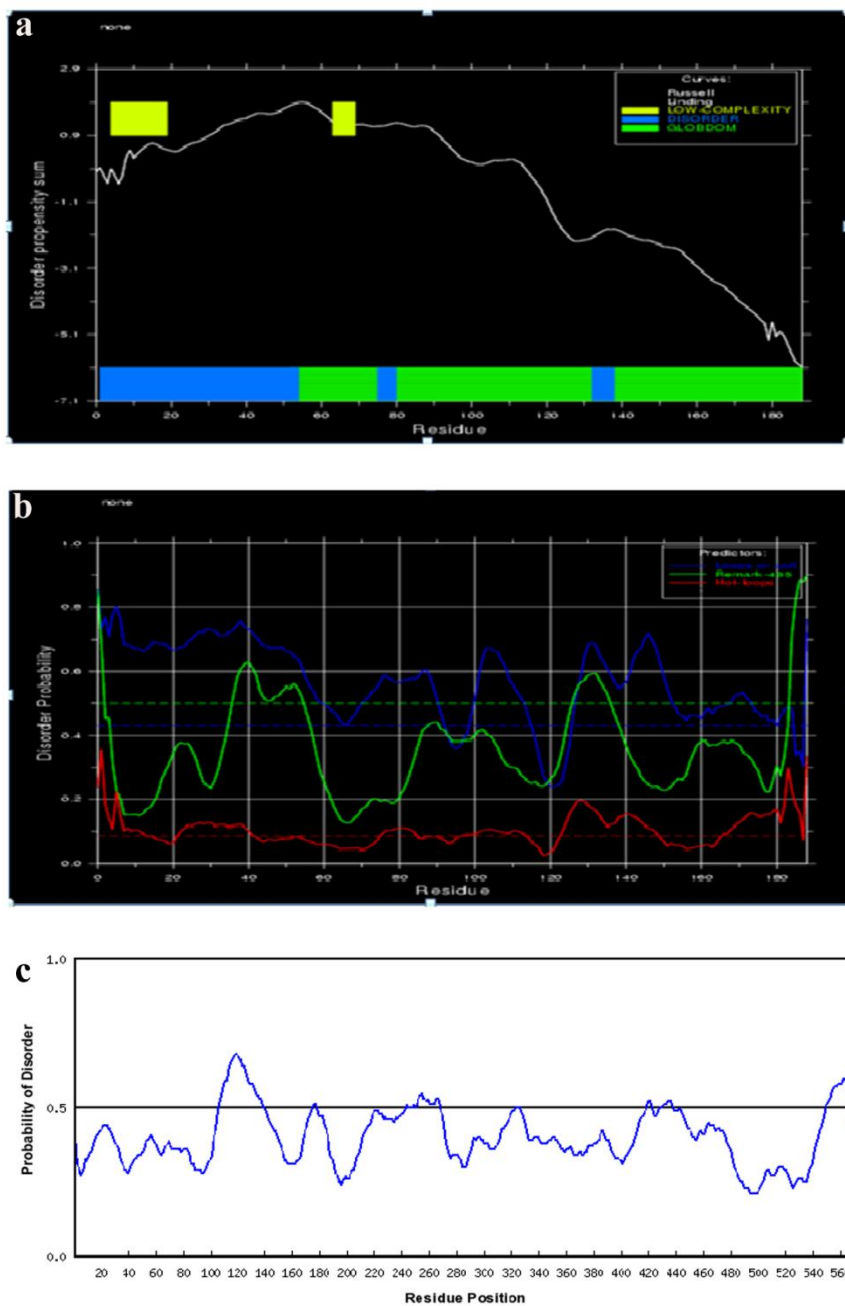 a
none
2.9
0.9
-1.1
-3.1
-5.1
-7.1
Disorder propensity sum
Curves:
Russell
Linding
LOW-COMPLEXITY
DISORDER
GLOBDOM
0 20 40 60 80 100 120 140 160 180
Residue
b
none
1.0
0.8
0.6
0.4
0.2
0.0
Disorder Probability
Predictors:
Remark-465
Hot-loops
0 20 40 60 80 100 120 140 160 180
Residue
c
1.0
0.5
0.0
Probability of Disorder
20 40 60 80 100 120 140 160 180 200 220 240 260 280 300 320 340 360 380 400 420 440 460 480 500 520 540 560
Residue Position